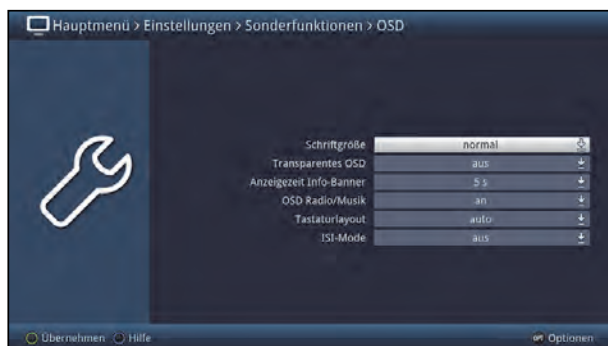 Hauptmenü > Einstellungen > Sonderfunktionen > OSD
Schriftgröße normal
Transparentes OSD aus
Anzeigezeit Info-Banner 5 s
OSD Radio/Musik an
Tastaturlayout auto
ISI-Mode aus
Übernehmen Hilfe OPT Optionen